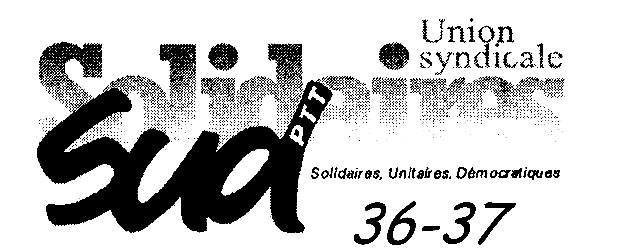 Union
syndicale
Solidaires
Sud
PTT
Solidaires, Unitaires, Démocratiques
36-37